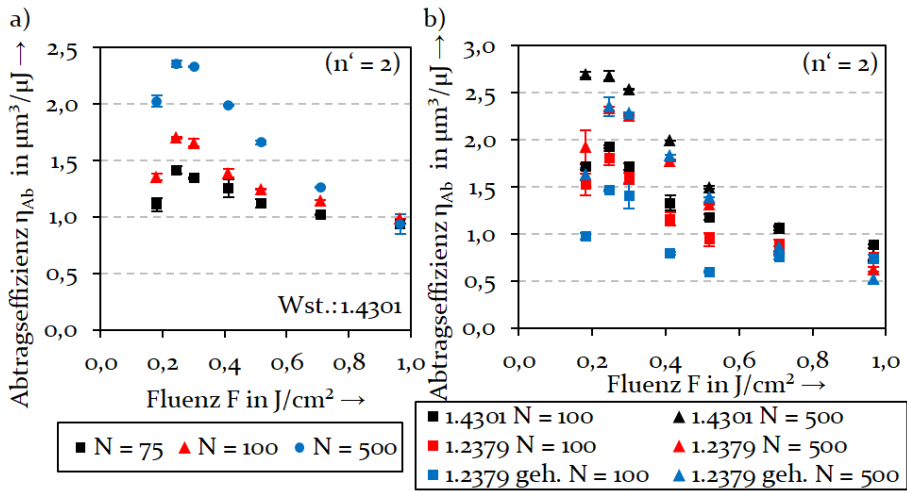 a)
Abtragseffizienz ηAb in µm³/µJ →
2,5
2,0
1,5
1,0
0,5
0,0
(n‘ = 2)
Wst.:1.4301
0,0 0,2 0,4 0,6 0,8 1,0
Fluenz F in J/cm² →
N = 75 N = 100 N = 500
b)
Abtragseffizienz ηAb in µm³/µJ →
3,0
2,5
2,0
1,5
1,0
0,5
0,0
(n‘ = 2)
0,0 0,2 0,4 0,6 0,8 1,0
Fluenz F in J/cm² →
1.4301 N = 100 1.4301 N = 500
1.2379 N = 100 1.2379 N = 500
1.2379 geh. N = 100 1.2379 geh. N = 500